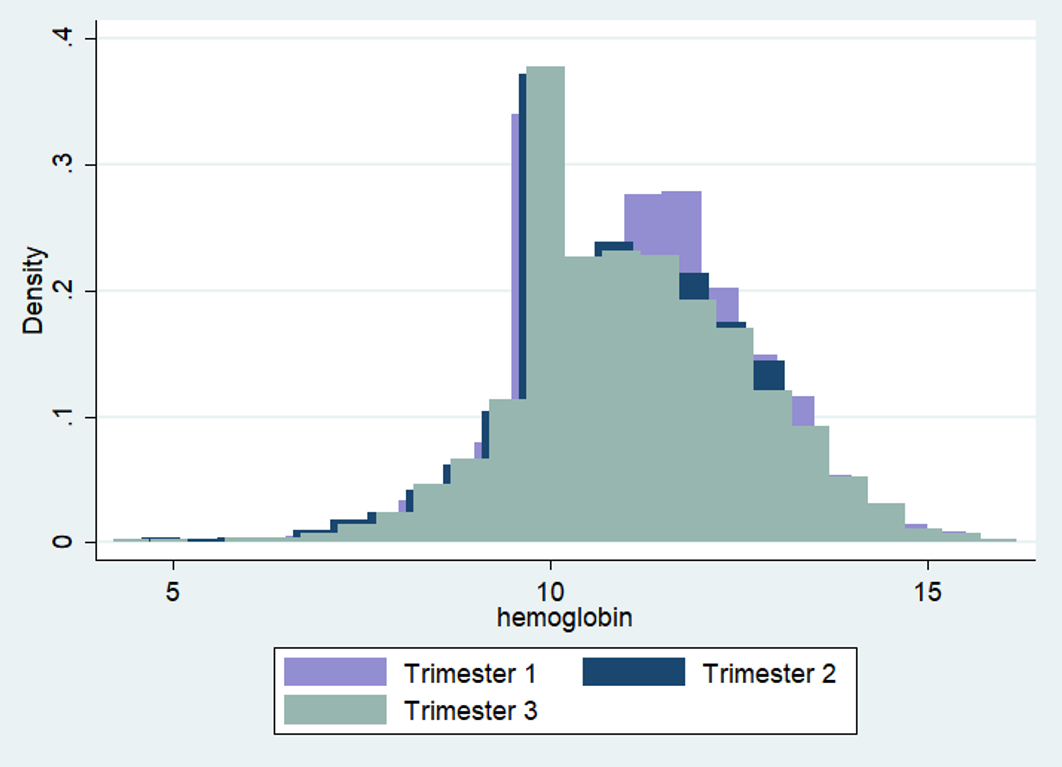 .4
.3
.2
.1
0
Density
5 10 15
hemoglobin
Trimester 1 Trimester 2
Trimester 3